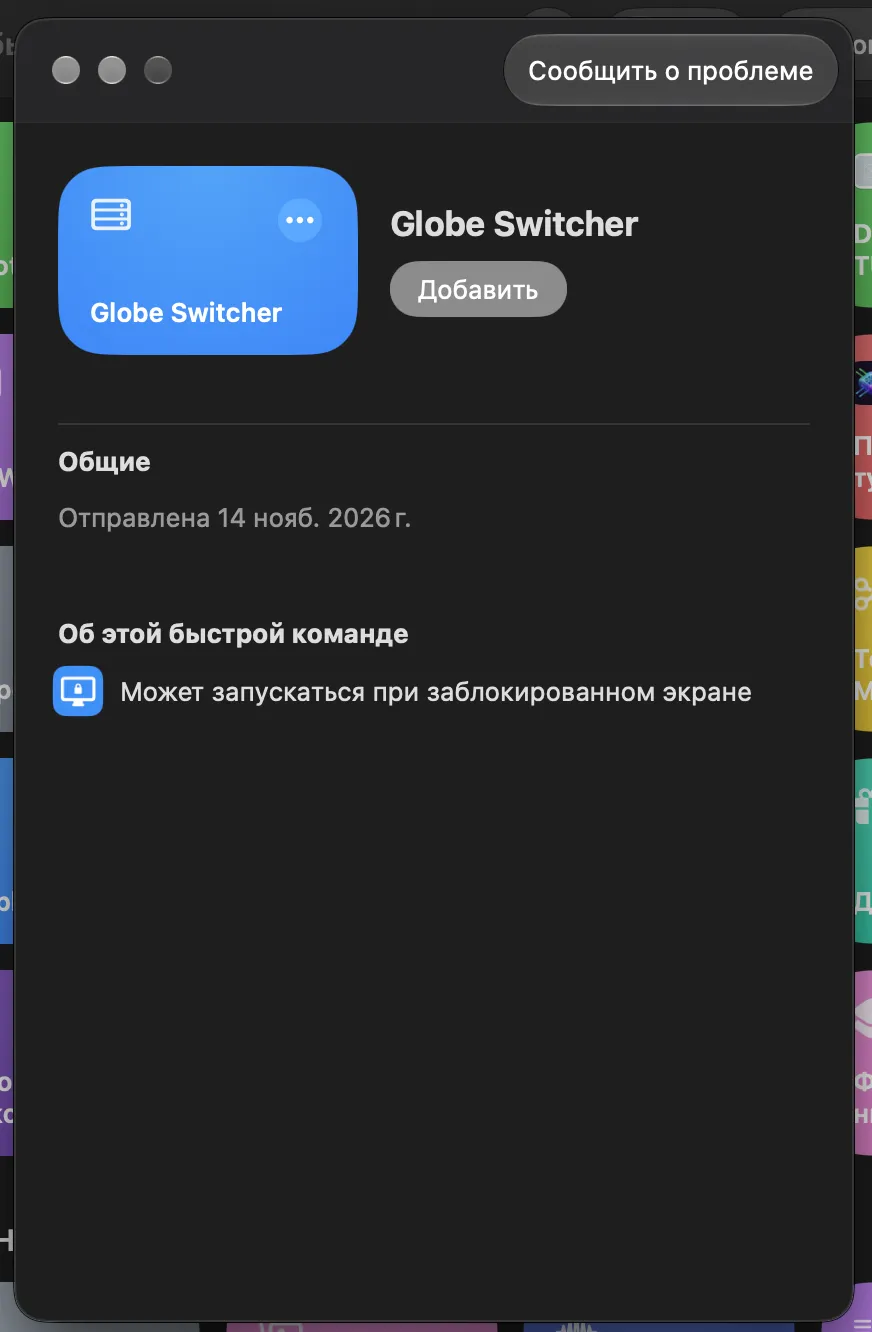 Сообщить о проблеме
Globe Switcher
Globe Switcher
Добавить
Общие
Отправлена 14 нояб. 2026 г.
Об этой быстрой команде
Может запускаться при заблокированном экране